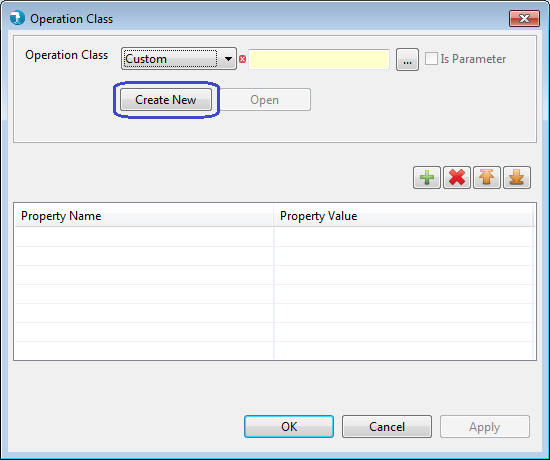 Operation Class
Operation Class Custom ... Is Parameter
Create New Open
Property Name Property Value
OK Cancel Apply